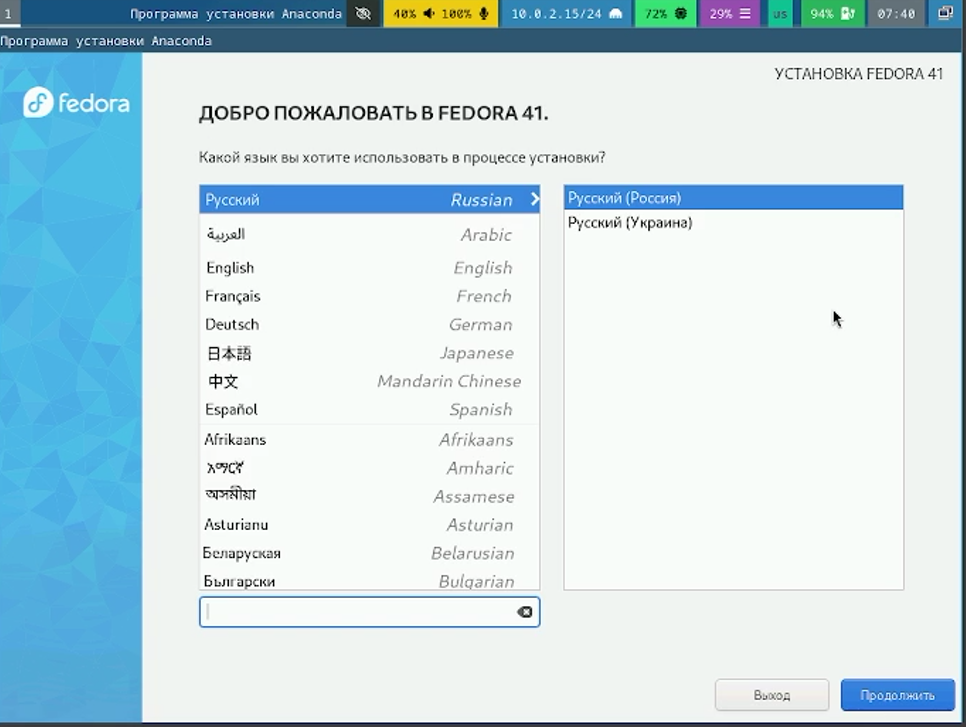 1 Программа установки Anaconda 40% 100% 10.0.2.15/24 72% 29% us 94% 07:40
Программа установки Anaconda
fedora
УСТАНОВКА FEDORA 41
ДОБРО ПОЖАЛОВАТЬ В FEDORA 41.
Какой язык вы хотите использовать в процессе установки?
Русский Russian
العربية Arabic
English English
Français French
Deutsch German
日本語 Japanese
中文 Mandarin Chinese
Español Spanish
Afrikaans Afrikaans
አማርኛ Amharic
অসমীয়া Assamese
Asturianu Asturian
Беларуская Belarusian
Български Bulgarian
Русский (Россия)
Русский (Украина)
Выход Продолжить